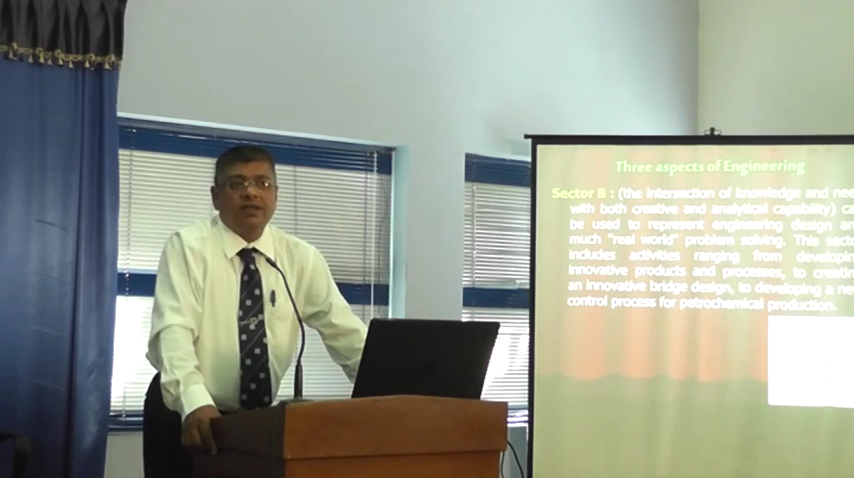 Three aspects of Engineering
Sector B : (the intersection of knowledge and nee
with both creative and analytical capability) ca
be used to represent engineering design an
much "real world" problem solving. This secto
includes activities ranging from developin
innovative products and processes, to creatin
an innovative bridge design, to developing a new
control process for petrochemical production.